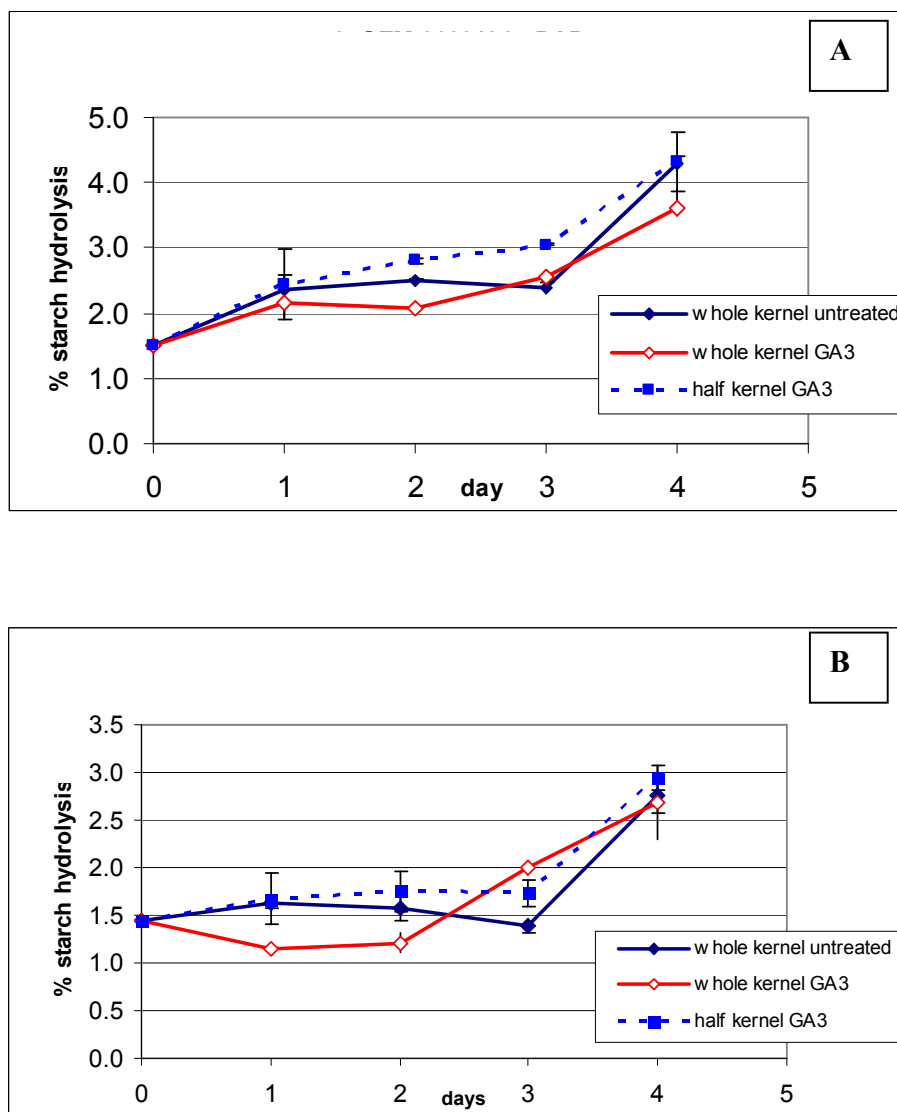 A
% starch hydrolysis
5.0
4.0
3.0
2.0
1.0
0.0
0 1 2 3 4 5
day
w hole kernel untreated
w hole kernel GA3
half kernel GA3
B
% starch hydrolysis
3.5
3.0
2.5
2.0
1.5
1.0
0.5
0.0
0 1 2 3 4 5
days
w hole kernel untreated
w hole kernel GA3
half kernel GA3